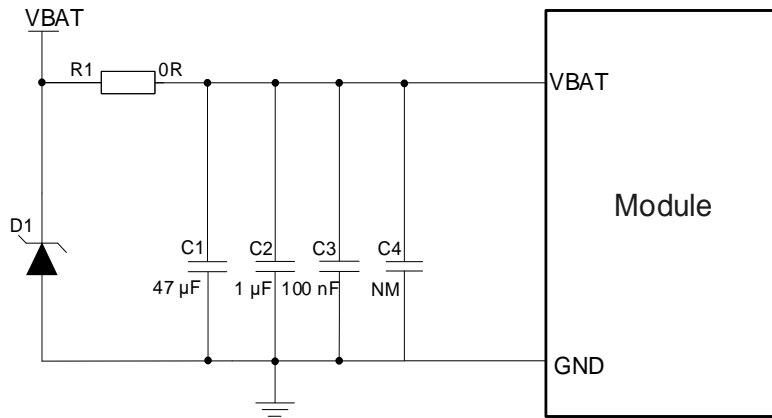 VBAT
R1 0R
VBAT
Module
D1
C1 C2 C3 C4
47 µF 1 µF 100 nF NM
GND